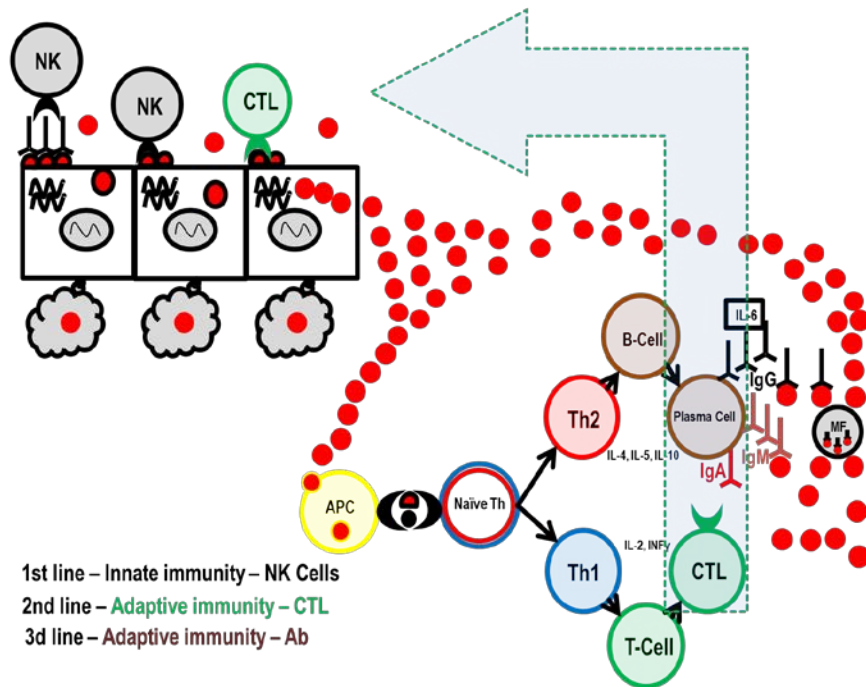 NK
NK
CTL
IL-6
B-Cell
IgG
Th2
Plasma Cell
MF
IgM
IL-4, IL-5, IL-10
IgA
APC
Naïve Th
IL-2, INFγ
Th1
CTL
T-Cell
1st line – Innate immunity – NK Cells
2nd line – Adaptive immunity – CTL
3d line – Adaptive immunity – Ab